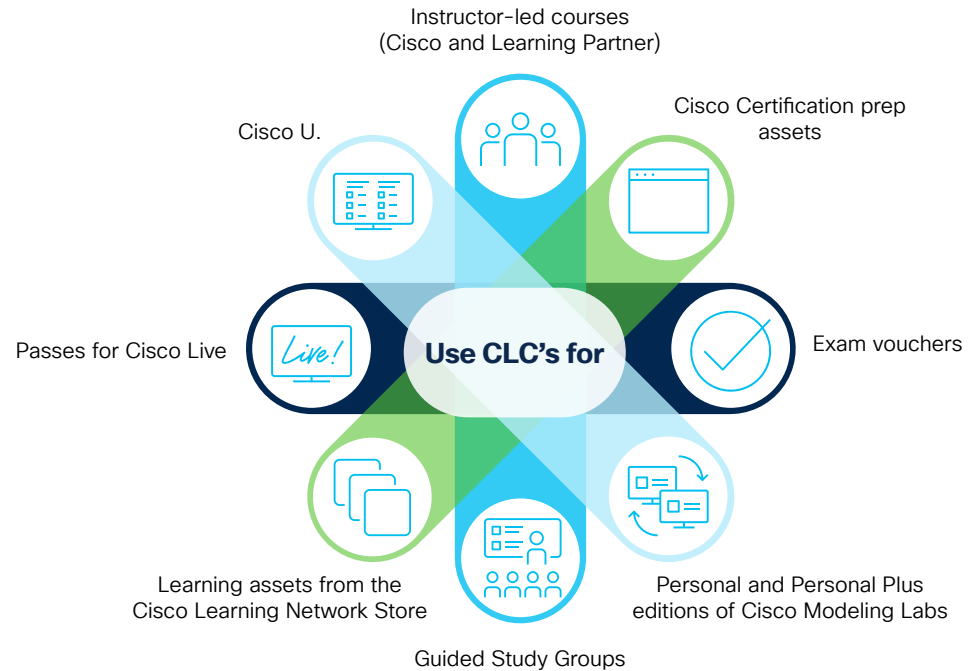 Instructor-led courses
(Cisco and Learning Partner)
Cisco U.
Cisco Certification prep
assets
Passes for Cisco Live
Live!
Use CLC's for
Exam vouchers
Learning assets from the
Cisco Learning Network Store
Personal and Personal Plus
editions of Cisco Modeling Labs
Guided Study Groups